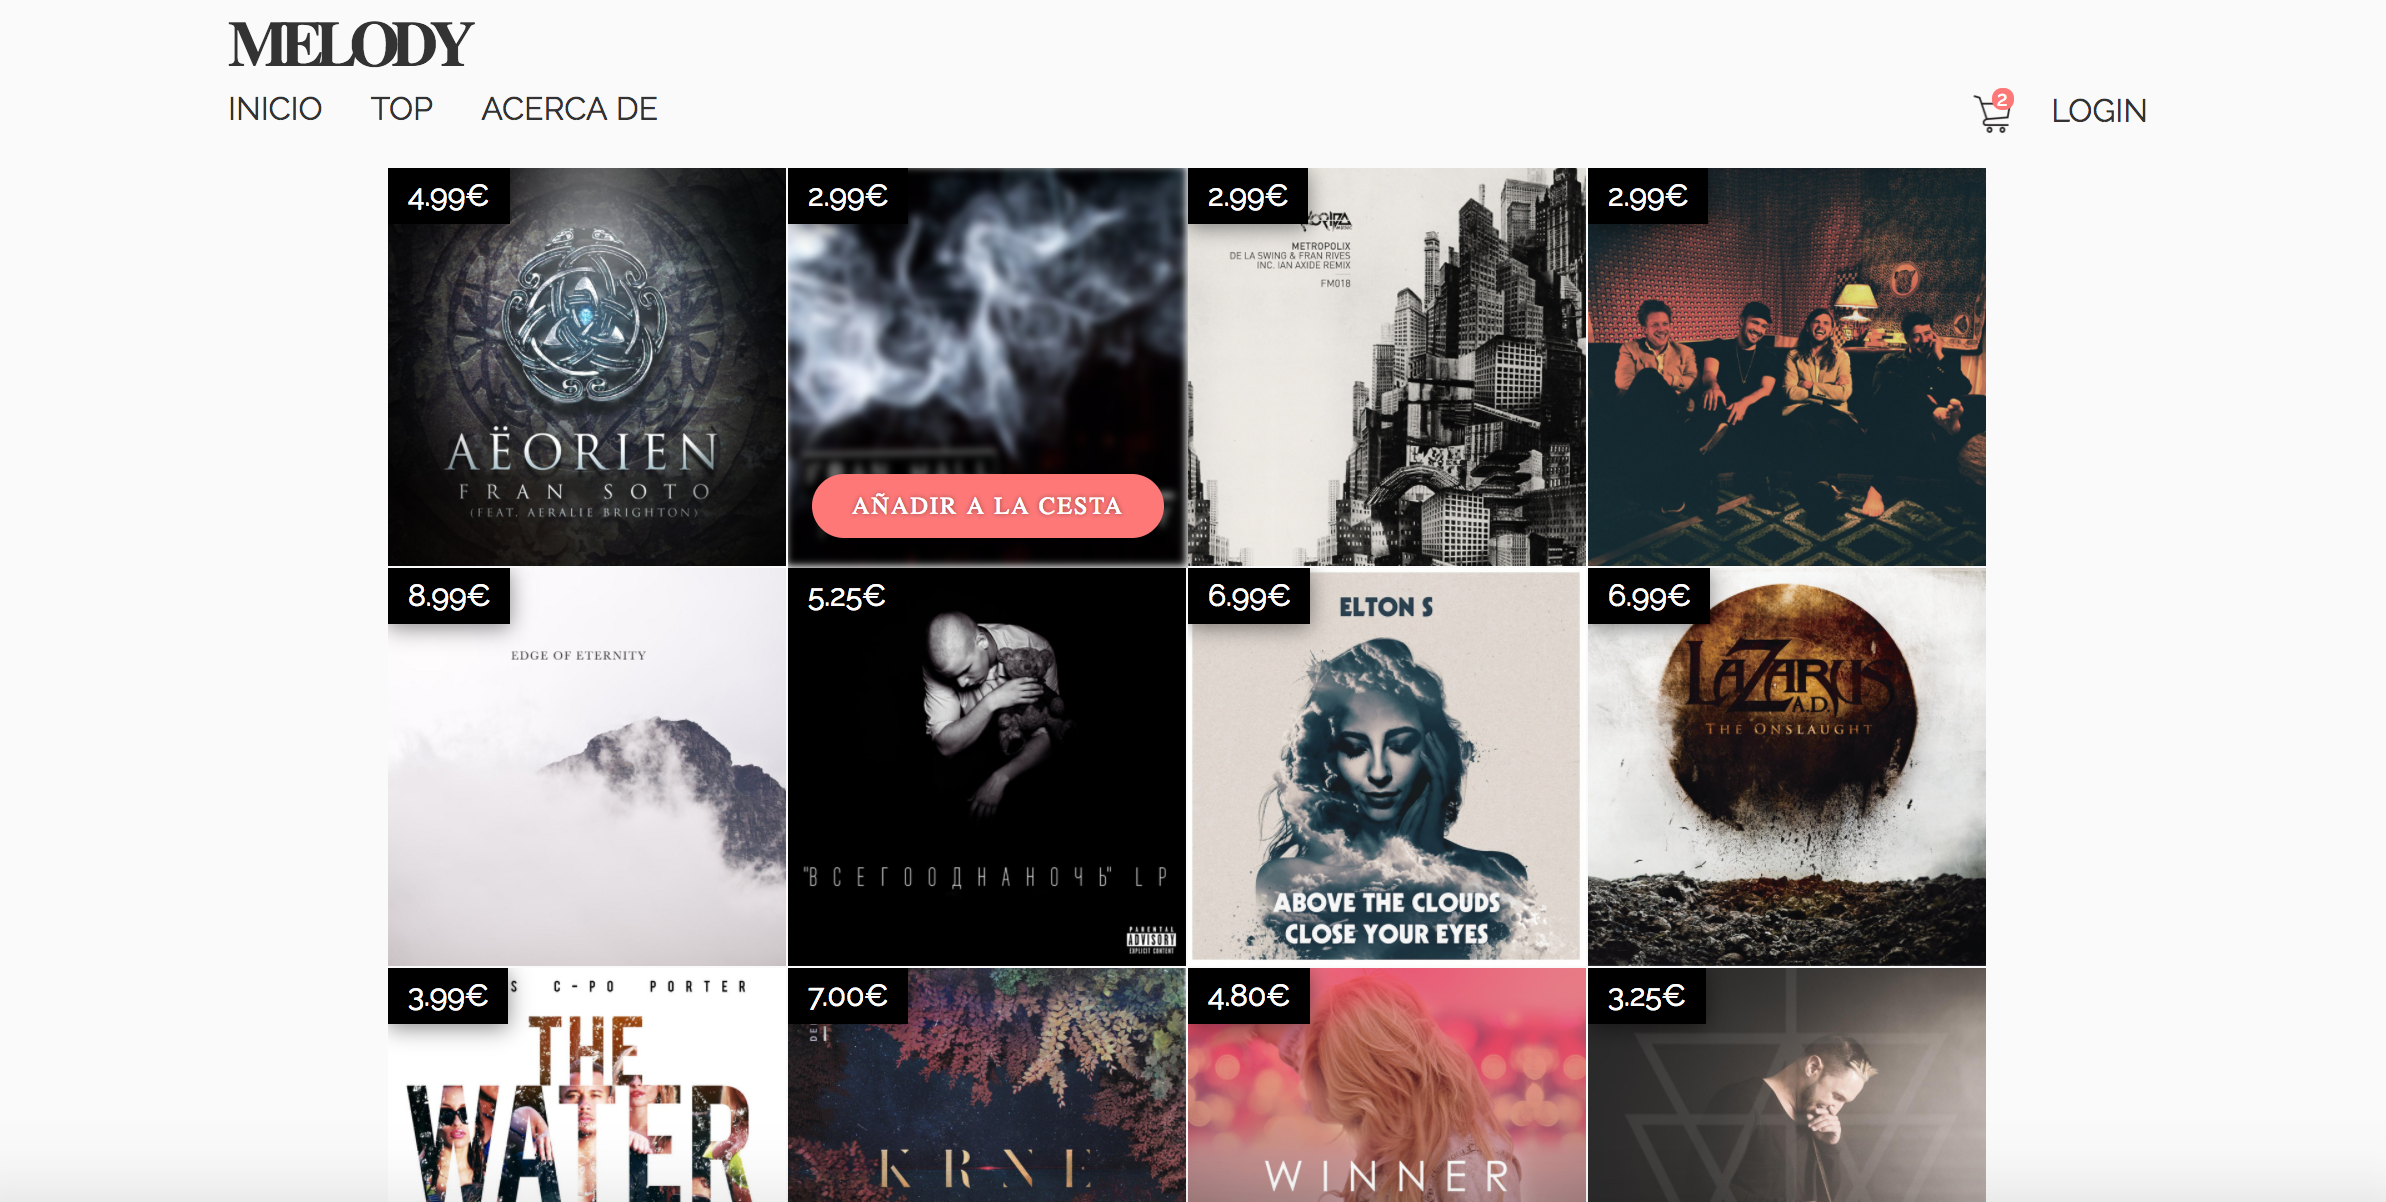 MELODY
INICIO TOP ACERCA DE
2 LOGIN
4.99€
AËORIEN
FRAN SOTO
(FEAT. AERALIE BRIGHTON)
2.99€
AÑADIR A LA CESTA
2.99€
METROPOLIX
DE LA SWING & FRAN RIVES
INC. IAN AXIDE REMIX
FM018
2.99€
8.99€
EDGE OF ETERNITY
5.25€
"ВСЕГООДНАНОЧЬ" LP
PARENTAL
ADVISORY
EXPLICIT CONTENT
6.99€
ELTON S
ABOVE THE CLOUDS
CLOSE YOUR EYES
6.99€
LAZARUS
A.D.
THE ONSLAUGHT
3.99€
S C-PO PORTER
THE
WATER
7.00€
KRNE
4.80€
WINNER
3.25€